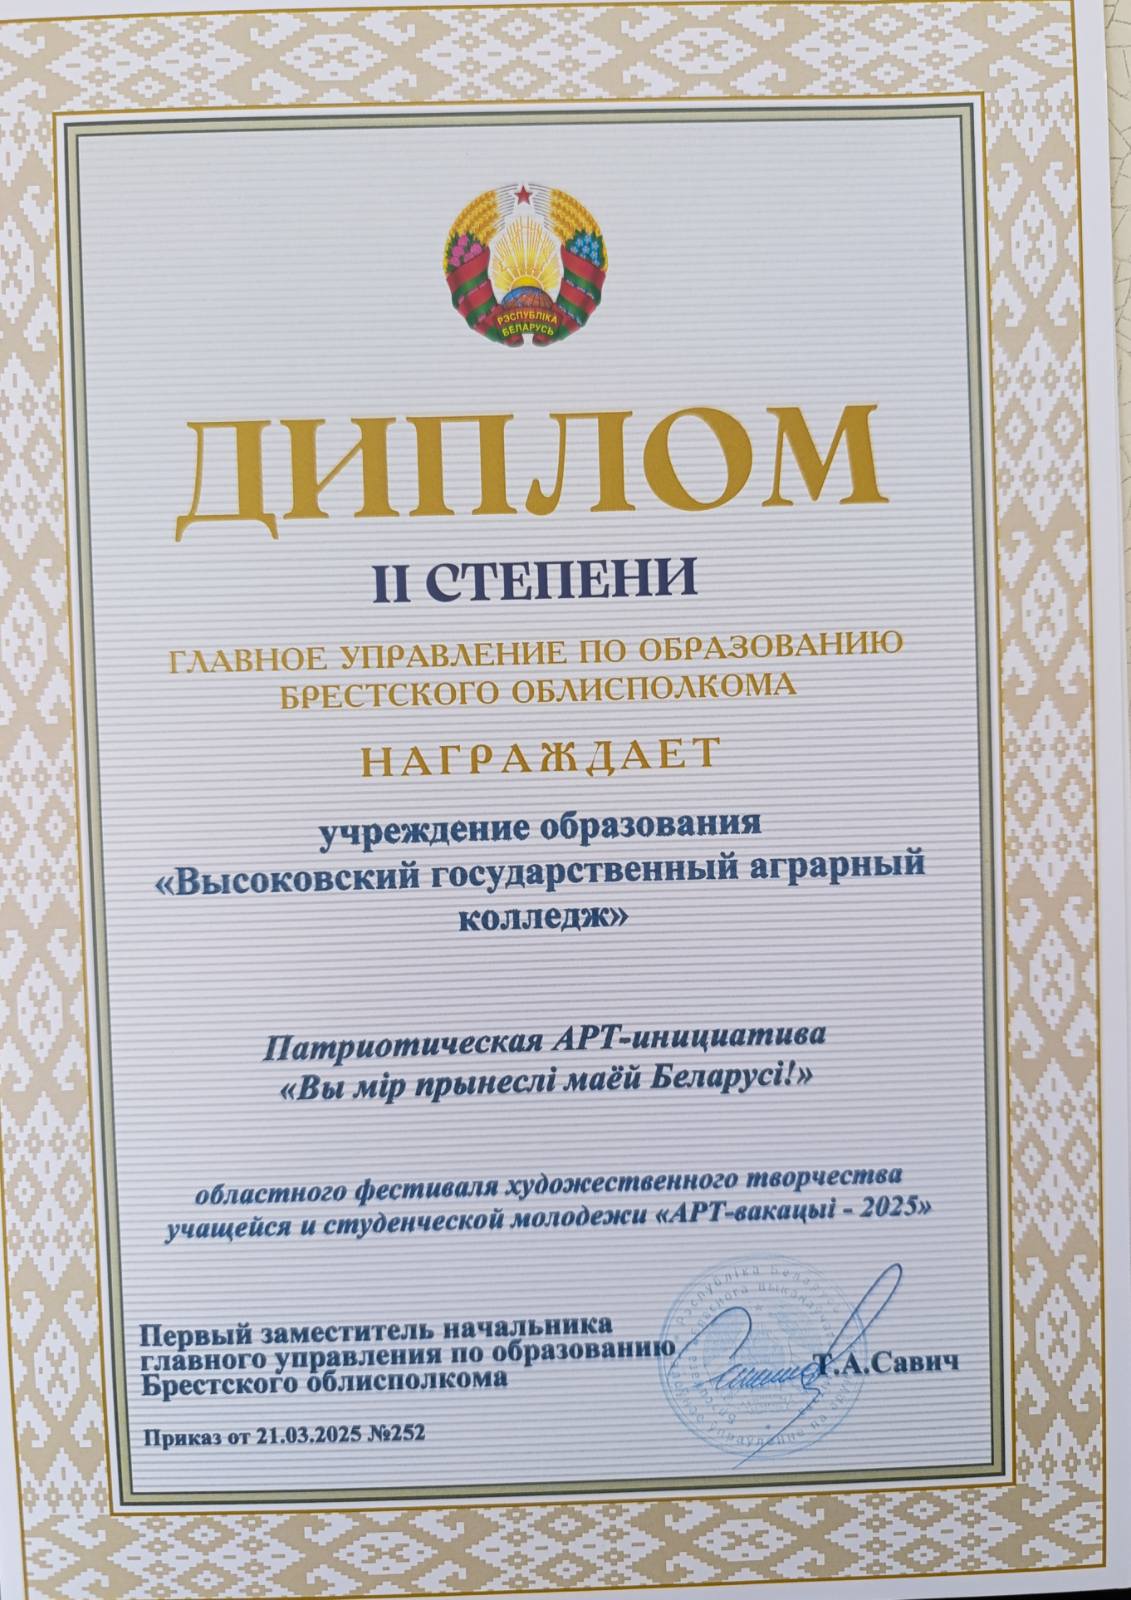 РЭСПУБЛІКА
БЕЛАРУСЬ
ДИПЛОМ
II СТЕПЕНИ
ГЛАВНОЕ УПРАВЛЕНИЕ ПО ОБРАЗОВАНИЮ
БРЕСТСКОГО ОБЛИСПОЛКОМА
НАГРАЖДАЕТ
учреждение образования
«Высоковский государственный аграрный
колледж»
Патриотическая АРТ-инициатива
«Вы мір прынеслі маёй Беларусі!»
областного фестиваля художественного творчества
учащейся и студенческой молодежи «АРТ-вакацыі - 2025»
Первый заместитель начальника
главного управления по образованию
Брестского облисполкома
Т.А.Савич
Приказ от 21.03.2025 №252
Рэспубліка Беларусь